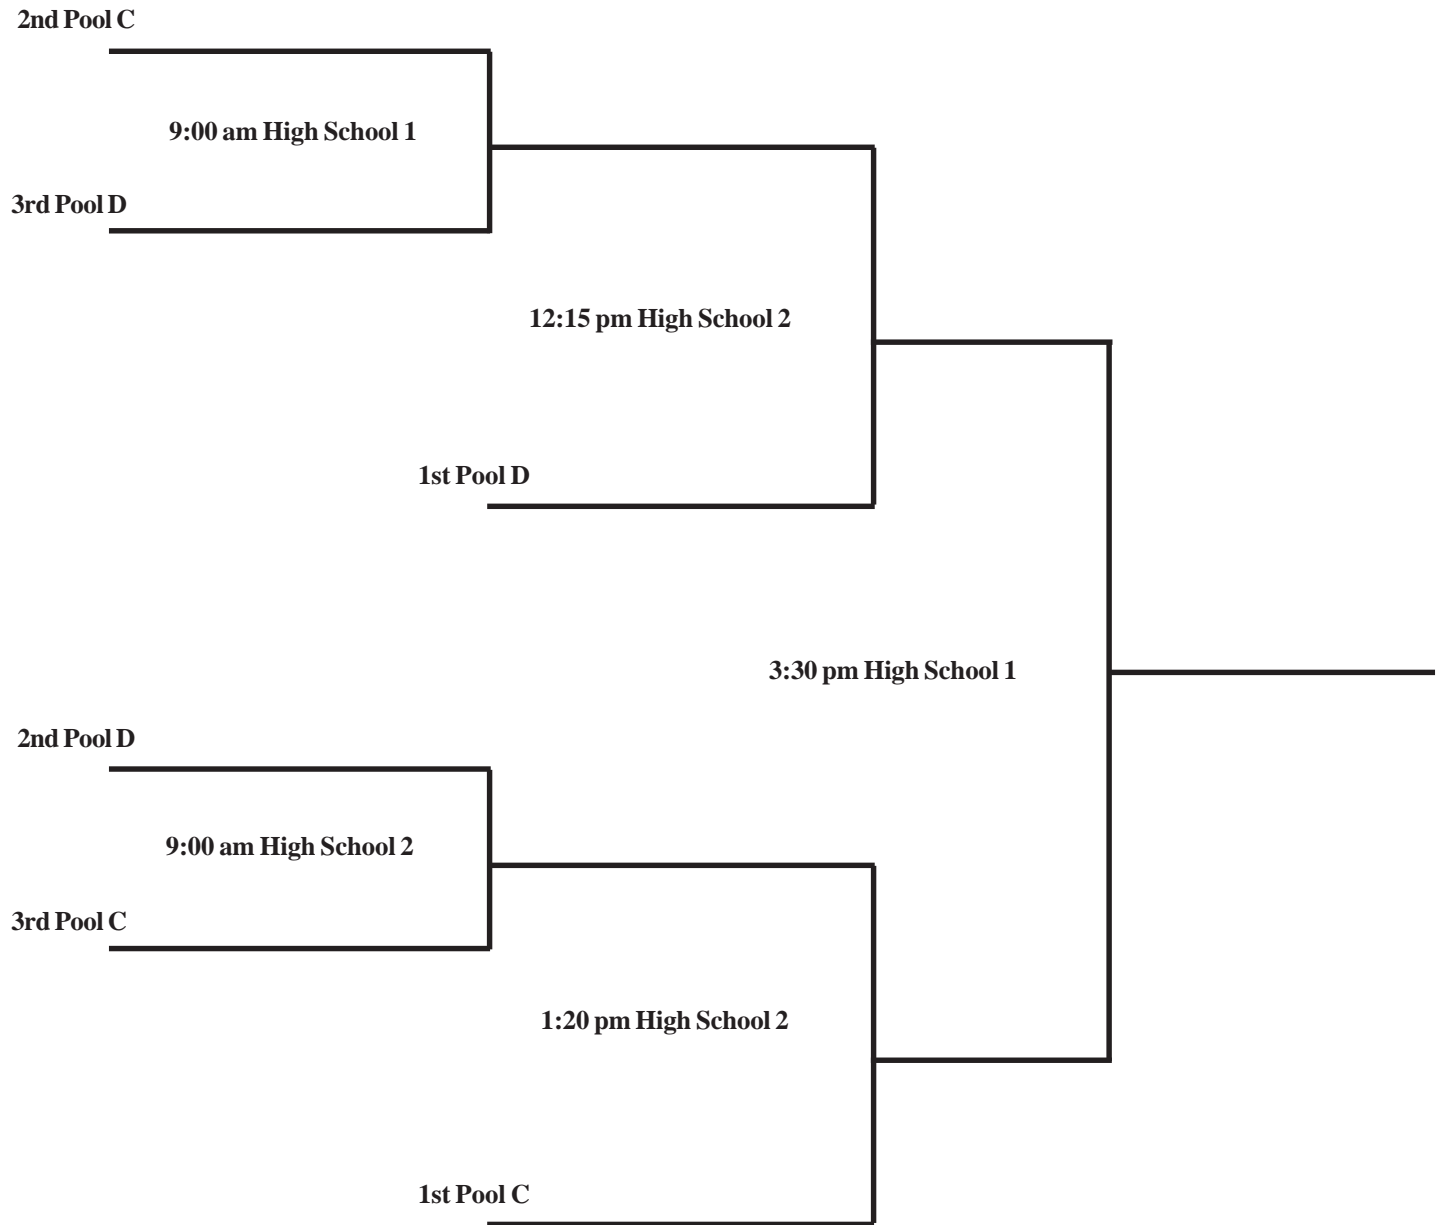 2nd Pool C
9:00 am High School 1
3rd Pool D
12:15 pm High School 2
1st Pool D
3:30 pm High School 1
2nd Pool D
9:00 am High School 2
3rd Pool C
1:20 pm High School 2
1st Pool C